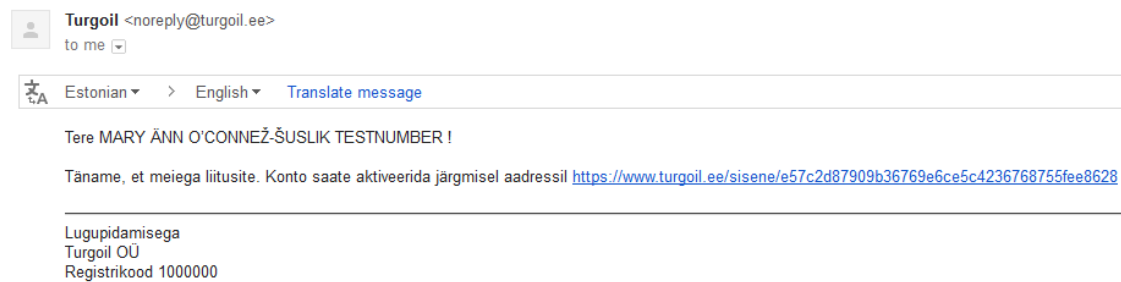 Turgoil <noreply@turgoil.ee>
to me
Estonian > English Translate message
Tere MARY ÄNN O’CONNEŽ-ŠUSLIK TESTNUMBER !
Täname, et meiega liitusite. Konto saate aktiveerida järgmisel aadressil https://www.turgoil.ee/sisene/e57c2d87909b36769e6ce5c4236768755fee8628
Lugupidamisega
Turgoil OÜ
Registrikood 1000000